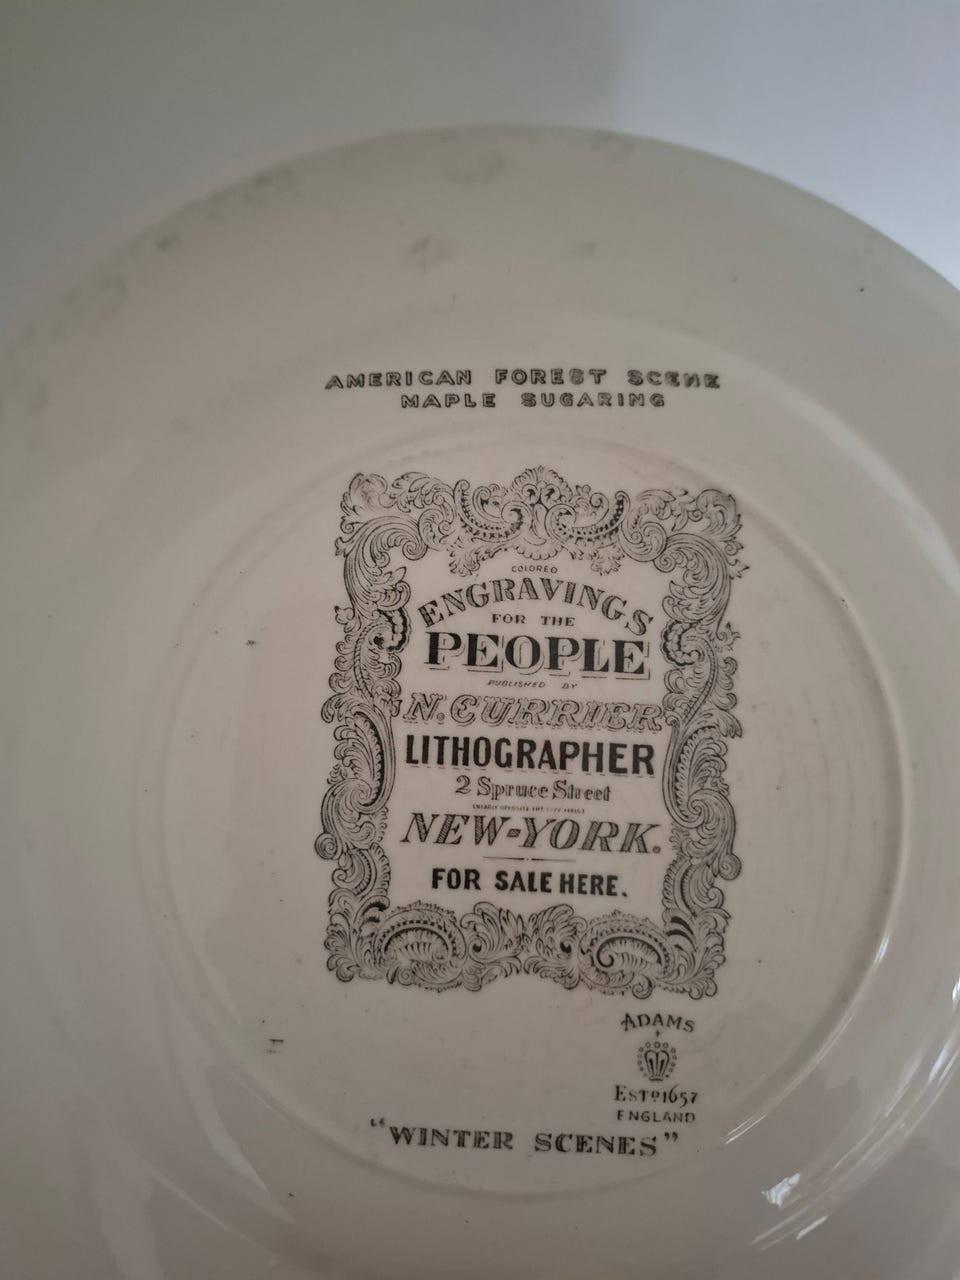 AMERICAN FOREST SCENE
MAPLE SUGARING
COLORED
ENGRAVINGS
FOR THE
PEOPLE
PUBLISHED BY
N. CURRIER
LITHOGRAPHER
2 Spruce Street
NEW-YORK.
FOR SALE HERE.
ADAMS
ESTD 1657
ENGLAND
"WINTER SCENES"